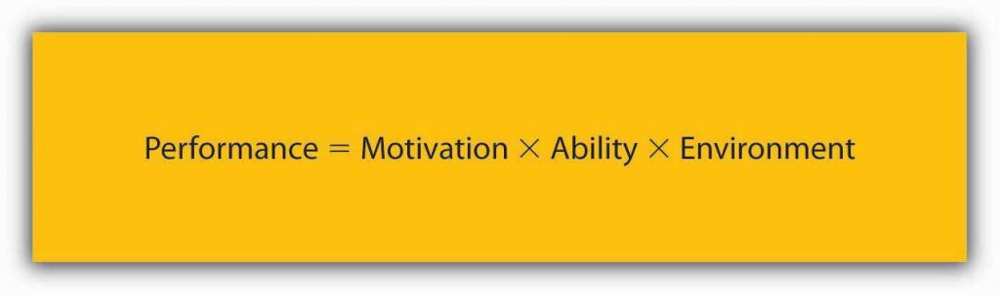 Performance = Motivation × Ability × Environment